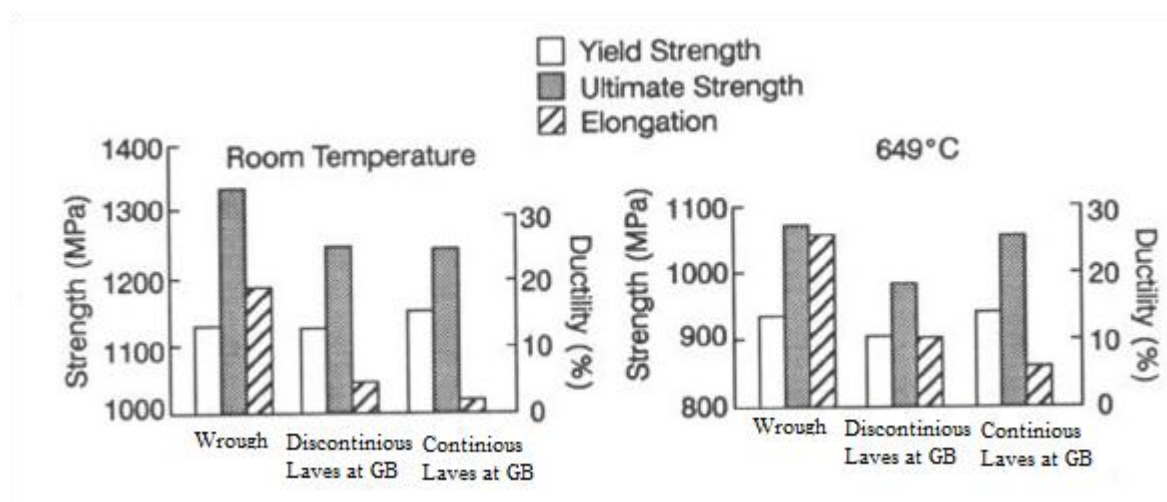 Yield Strength
Ultimate Strength
Elongation
Room Temperature
1400
1300
1200
1100
1000
Strength (MPa)
30
20
10
0
Ductility (%)
Wrough
Discontinious
Laves at GB
Continious
Laves at GB
649°C
1100
1000
900
800
Strength (MPa)
30
20
10
0
Ductility (%)
Wrough
Discontinious
Laves at GB
Continious
Laves at GB